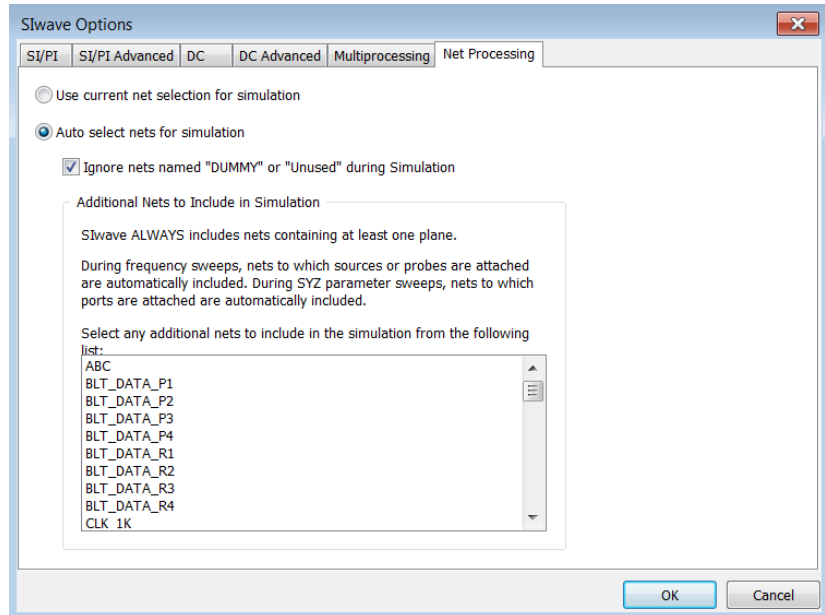 SIwave Options
SI/PI
SI/PI Advanced
DC
DC Advanced
Multiprocessing
Net Processing
Use current net selection for simulation
Auto select nets for simulation
Ignore nets named "DUMMY" or "Unused" during Simulation
Additional Nets to Include in Simulation
SIwave ALWAYS includes nets containing at least one plane.
During frequency sweeps, nets to which sources or probes are attached
are automatically included. During SYZ parameter sweeps, nets to which
ports are attached are automatically included.
Select any additional nets to include in the simulation from the following
list:
ABC
BLT_DATA_P1
BLT_DATA_P2
BLT_DATA_P3
BLT_DATA_P4
BLT_DATA_R1
BLT_DATA_R2
BLT_DATA_R3
BLT_DATA_R4
CLK_1K
OK
Cancel